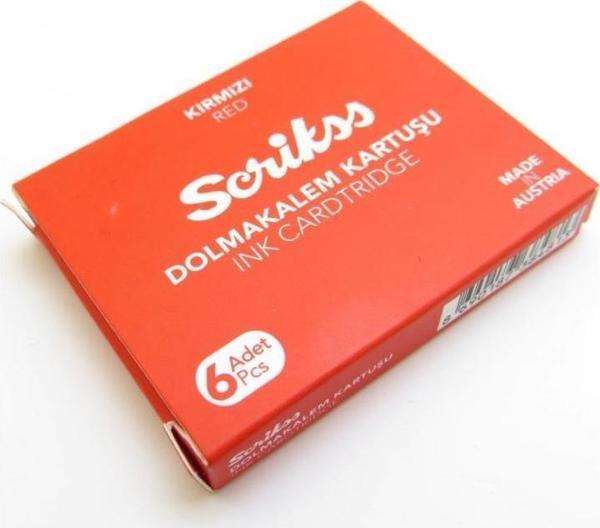 KIRMIZI
RED
Scrikss
DOLMAKALEM KARTUŞU
INK CARDTRIDGE
MADE
IN
AUSTRIA
6 Adet
Pcs
Scrikss
DOLMAKALEM KARTUŞU